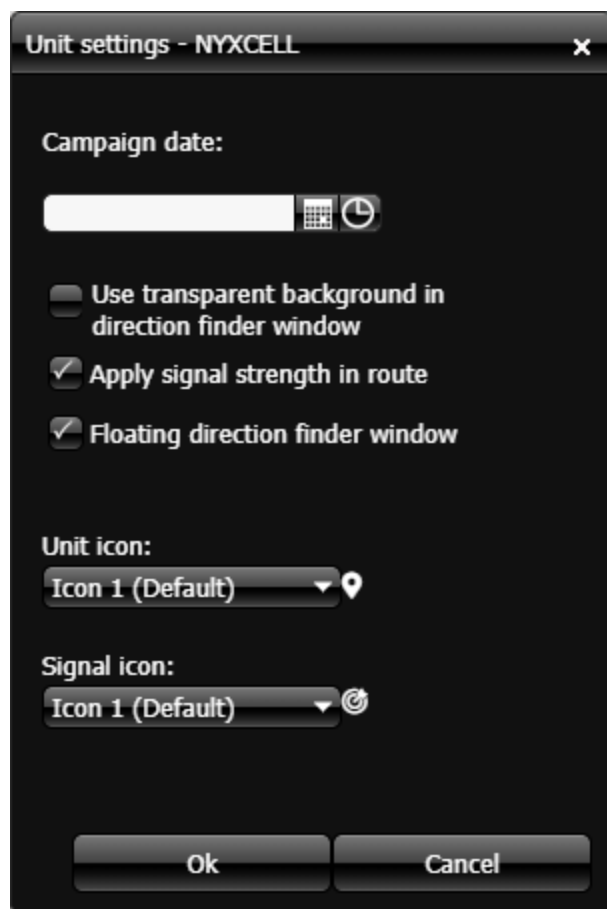 Unit settings - NYXCELL
Campaign date:
Use transparent background in
direction finder window
Apply signal strength in route
Floating direction finder window
Unit icon:
Icon 1 (Default)
Signal icon:
Icon 1 (Default)
Ok Cancel